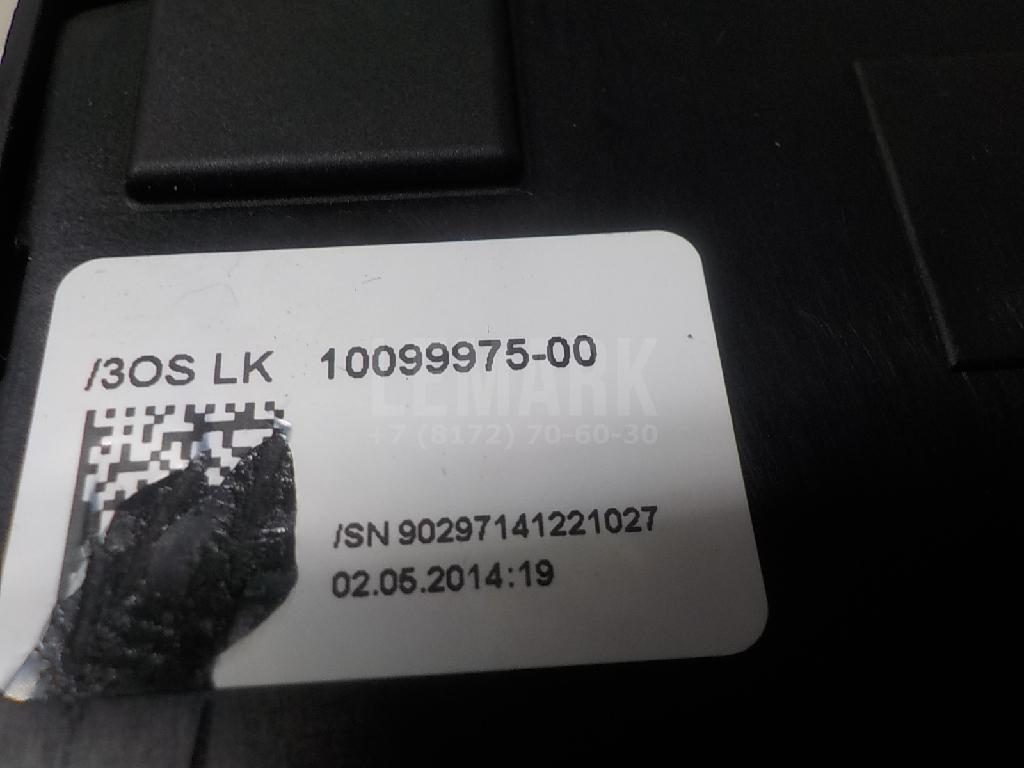 /3OS LK 10099975-00
LEMARK
+7 (8172) 70-60-30
/SN 90297141221027
02.05.2014:19